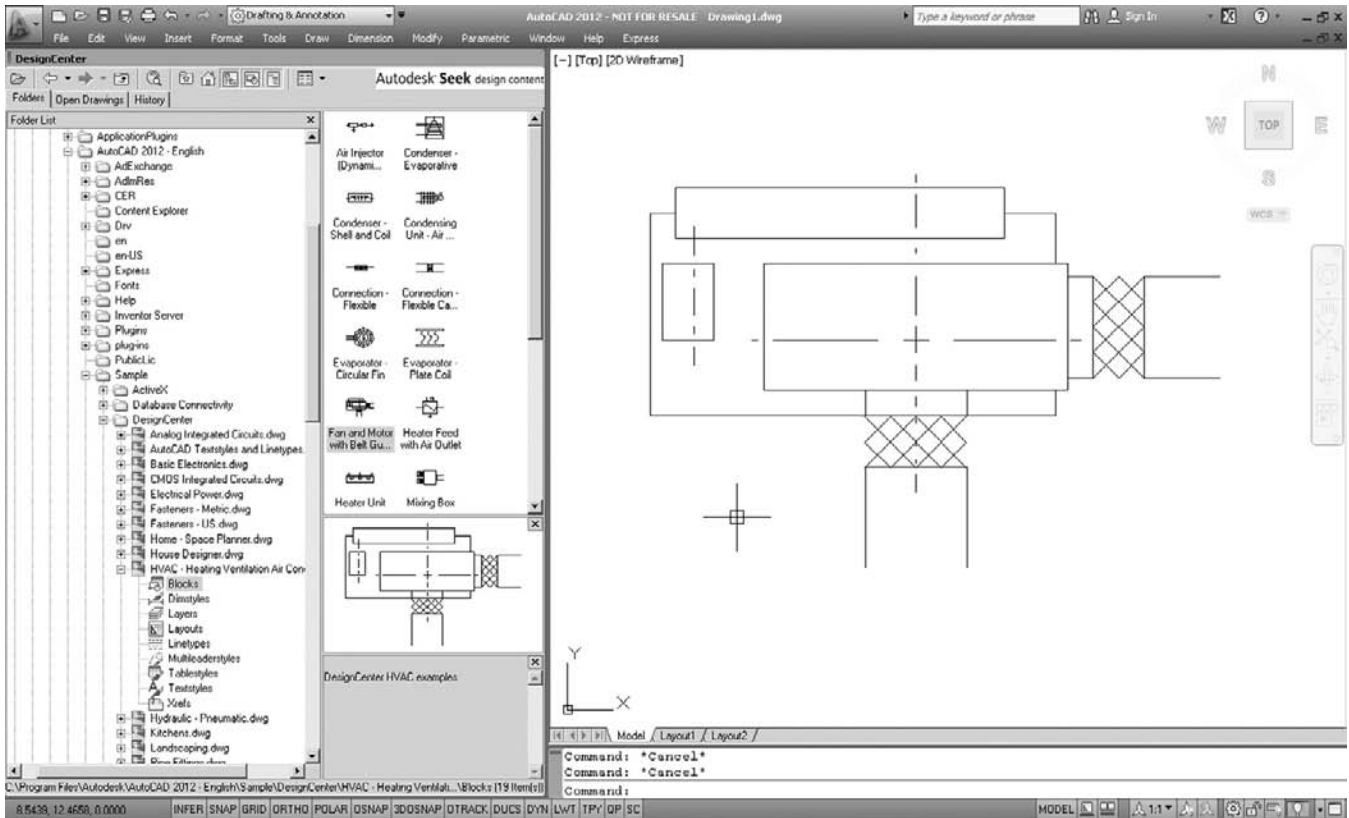 Drafting & Annotation
AutoCAD 2012 - NOT FOR RESALE Drawing1.dwg
Type a keyword or phrase
Sign In
File Edit View Insert Format Tools Draw Dimension Modify Parametric Window Help Express
DesignCenter
Autodesk Seek design content
Folders Open Drawings History
Folder List
ApplicationPlugins
AutoCAD 2012 - English
AdExchange
AdmRes
CER
Content Explorer
Drv
en
en-US
Express
Fonts
Help
Inventor Server
Plugins
plug-ins
PublicLic
Sample
ActiveX
Database Connectivity
DesignCenter
Analog Integrated Circuits.dwg
AutoCAD Textstyles and Linetypes.
Basic Electronics.dwg
CMOS Integrated Circuits.dwg
Electrical Power.dwg
Fasteners - Metric.dwg
Fasteners - US.dwg
Home - Space Planner.dwg
House Designer.dwg
HVAC - Heating Ventilation Air Con
Blocks
Dimstyles
Layers
Layouts
Linetypes
Multileaderstyles
Tablestyles
Textstyles
Xrefs
Hydraulic - Pneumatic.dwg
Kitchens.dwg
Landscaping.dwg
Pipe Fittings.dwg
Air Injector (Dynami...
Condenser - Evaporative
Condenser - Shell and Coil
Condensing Unit - Air ...
Connection - Flexible
Connection - Flexible Ca...
Evaporator - Circular Fin
Evaporator - Plate Coil
Fan and Motor with Belt Gu...
Heater Feed with Air Outlet
Heater Unit
Mixing Box
DesignCenter HVAC examples
C:\Program Files\Autodesk\AutoCAD 2012 - English\Sample\DesignCenter\HVAC - Heating Ventilati...\Blocks (19 Item(s))
[-] [Top] [2D Wireframe]
N
W TOP E
S
WCS
Y
X
Model Layout1 Layout2
Command: *Cancel*
Command: *Cancel*
Command:
8.5439, 12.4658, 0.0000 INFER SNAP GRID ORTHO POLAR OSNAP 3DOSNAP OTRACK DUCS DYN LWT TPY QP SC MODEL 1:1